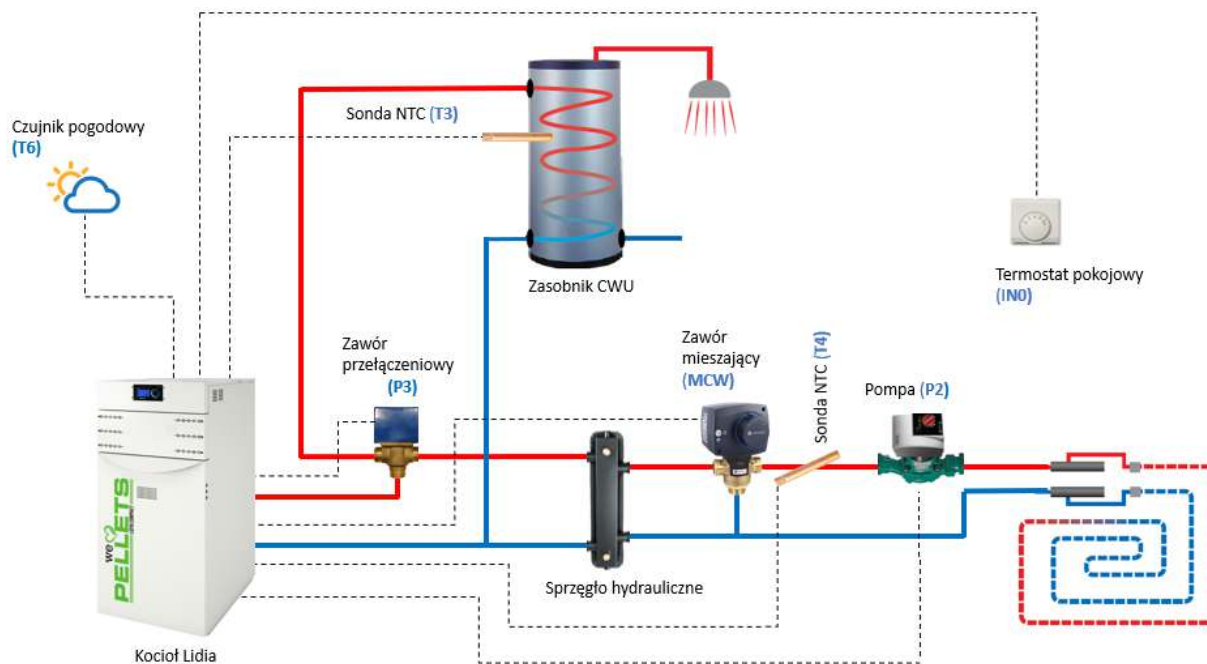 Czujnik pogodowy
(T6)
Sonda NTC (T3)
Zasobnik CWU
Termostat pokojowy
(IN0)
Zawór
przełączeniowy
(P3)
Zawór
mieszający
(MCW)
Sonda NTC (T4)
Pompa (P2)
we
PELLETS
Sprzęgło hydrauliczne
Kocioł Lidia